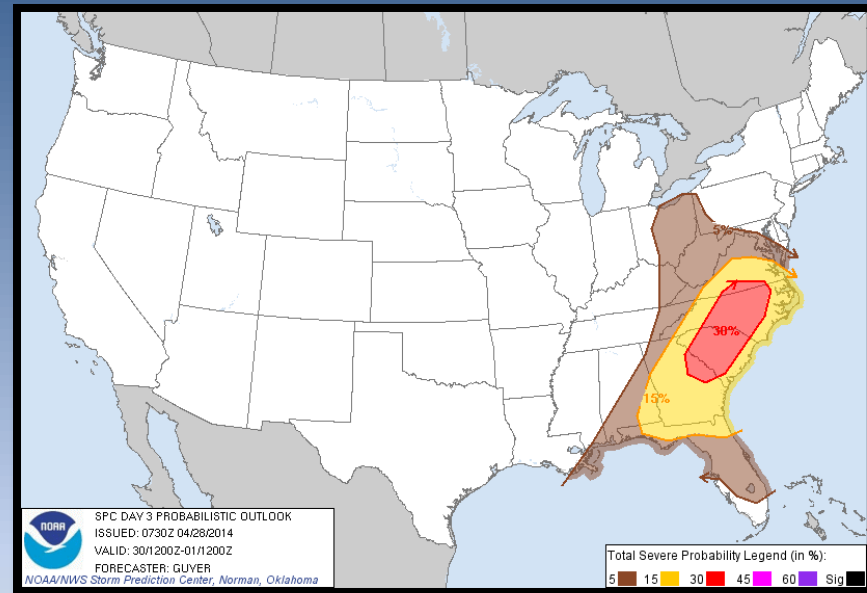 5%
30%
15%
NOAA
SPC DAY 3 PROBABILISTIC OUTLOOK
ISSUED: 0730Z 04/28/2014
VALID: 30/1200Z-01/1200Z
FORECASTER: GUYER
NOAA/NWS Storm Prediction Center, Norman, Oklahoma
Total Severe Probability Legend (in %):
5 15 30 45 60 Sig